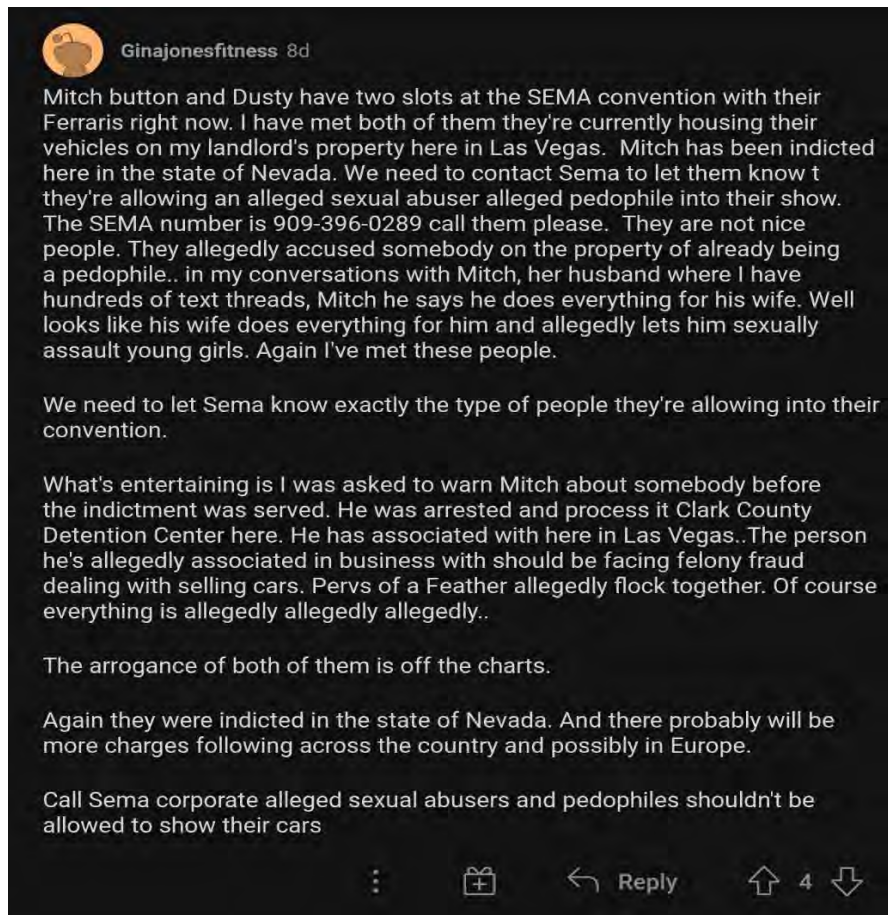 Ginajonesfitness 8d
Mitch button and Dusty have two slots at the SEMA convention with their
Ferraris right now. I have met both of them they're currently housing their
vehicles on my landlord's property here in Las Vegas.  Mitch has been indicted
here in the state of Nevada. We need to contact Sema to let them know t
they're allowing an alleged sexual abuser alleged pedophile into their show.
The SEMA number is 909-396-0289 call them please.  They are not nice
people. They allegedly accused somebody on the property of already being
a pedophile.. in my conversations with Mitch, her husband where I have
hundreds of text threads, Mitch he says he does everything for his wife. Well
looks like his wife does everything for him and allegedly lets him sexually
assault young girls. Again I've met these people.
We need to let Sema know exactly the type of people they're allowing into their
convention.
What's entertaining is I was asked to warn Mitch about somebody before
the indictment was served. He was arrested and process it Clark County
Detention Center here. He has associated with here in Las Vegas..The person
he's allegedly associated in business with should be facing felony fraud
dealing with selling cars. Pervs of a Feather allegedly flock together. Of course
everything is allegedly allegedly allegedly..
The arrogance of both of them is off the charts.
Again they were indicted in the state of Nevada. And there probably will be
more charges following across the country and possibly in Europe.
Call Sema corporate alleged sexual abusers and pedophiles shouldn't be
allowed to show their cars
Reply 4